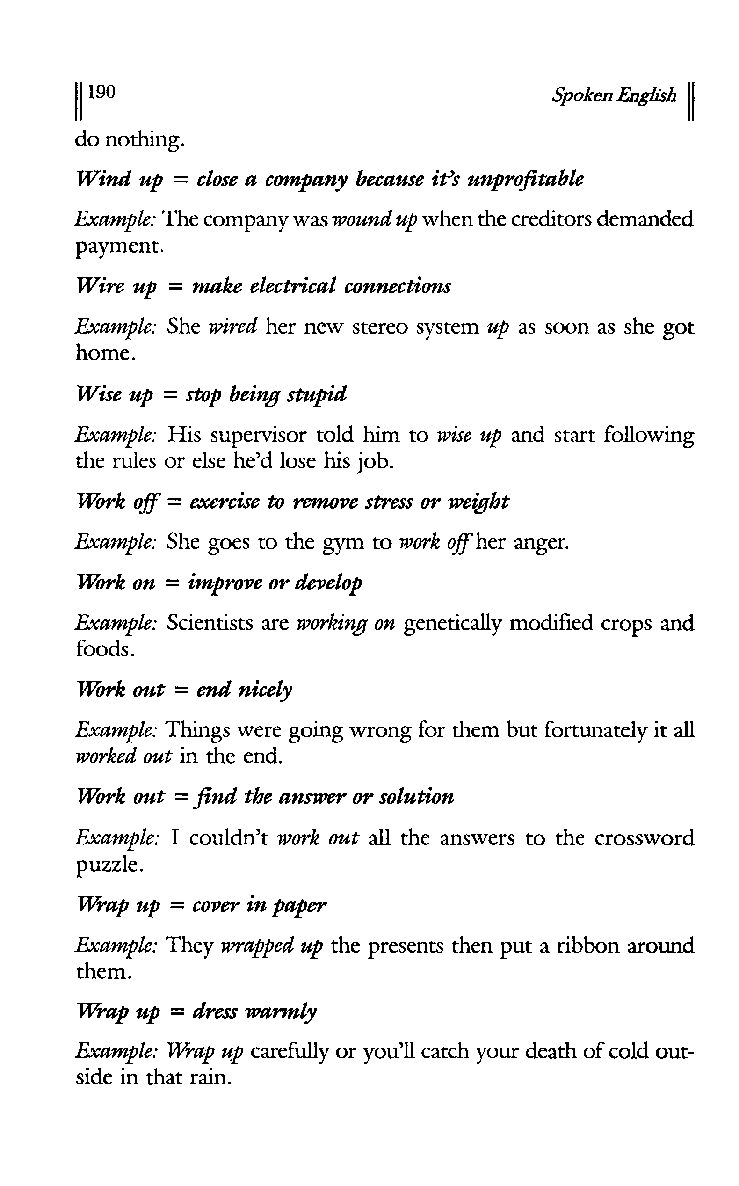 190 Spoken English
do nothing.
Wind up = close a company because it's unprofitable
Example: The company was wound up when the creditors demanded
payment.
Wire up = make electrical connections
Example: She wired her new stereo system up as soon as she got
home.
Wise up = stop being stupid
Example: His supervisor told him to wise up and start following
the rules or else he'd lose his job.
Work off = exercise to remove stress or weight
Example: She goes to the gym to work off her anger.
Work on = improve or develop
Example: Scientists are working on genetically modified crops and
foods.
Work out = end nicely
Example: Things were going wrong for them but fortunately it all
worked out in the end.
Work out = find the answer or solution
Example: I couldn't work out all the answers to the crossword
puzzle.
Wrap up = cover in paper
Example: They wrapped up the presents then put a ribbon around
them.
Wrap up = dress warmly
Example: Wrap up carefully or you'll catch your death of cold out-
side in that rain.